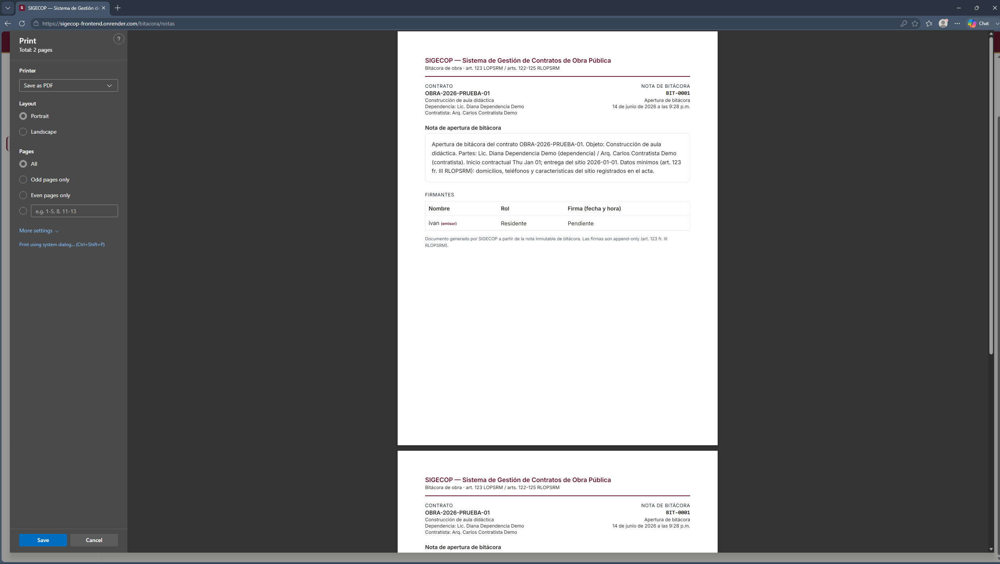 SIGECOP — Sistema de Gestión de
https://sigecop-frontend.onrender.com/bitacora/notas
Chat
Print
Total: 2 pages
?
Printer
Save as PDF
Layout
Portrait
Landscape
Pages
All
Odd pages only
Even pages only
e.g. 1-5, 8, 11-13
More settings
Print using system dialog... (Ctrl+Shift+P)
Save
Cancel
SIGECOP — Sistema de Gestión de Contratos de Obra Pública
Bitácora de obra · art. 123 LOPSRM / arts. 122-125 RLOPSRM
CONTRATO
OBRA-2026-PRUEBA-01
Construcción de aula didáctica
Dependencia: Lic. Diana Dependencia Demo
Contratista: Arq. Carlos Contratista Demo
NOTA DE BITÁCORA
BIT-0001
Apertura de bitácora
14 de junio de 2026 a las 9:28 p.m.
Nota de apertura de bitácora
Apertura de bitácora del contrato OBRA-2026-PRUEBA-01. Objeto: Construcción de aula
didáctica. Partes: Lic. Diana Dependencia Demo (dependencia) / Arq. Carlos Contratista Demo
(contratista). Inicio contractual Thu Jan 01; entrega del sitio 2026-01-01. Datos mínimos (art. 123
fr. III RLOPSRM): domicilios, teléfonos y características del sitio registrados en el acta.
FIRMANTES
Nombre Rol Firma (fecha y hora)
ivan (emisor) Residente Pendiente
Documento generado por SIGECOP a partir de la nota inmutable de bitácora. Las firmas son append-only (art. 123 fr. III
RLOPSRM).
SIGECOP — Sistema de Gestión de Contratos de Obra Pública
Bitácora de obra · art. 123 LOPSRM / arts. 122-125 RLOPSRM
CONTRATO
OBRA-2026-PRUEBA-01
Construcción de aula didáctica
Dependencia: Lic. Diana Dependencia Demo
Contratista: Arq. Carlos Contratista Demo
NOTA DE BITÁCORA
BIT-0001
Apertura de bitácora
14 de junio de 2026 a las 9:28 p.m.
Nota de apertura de bitácora